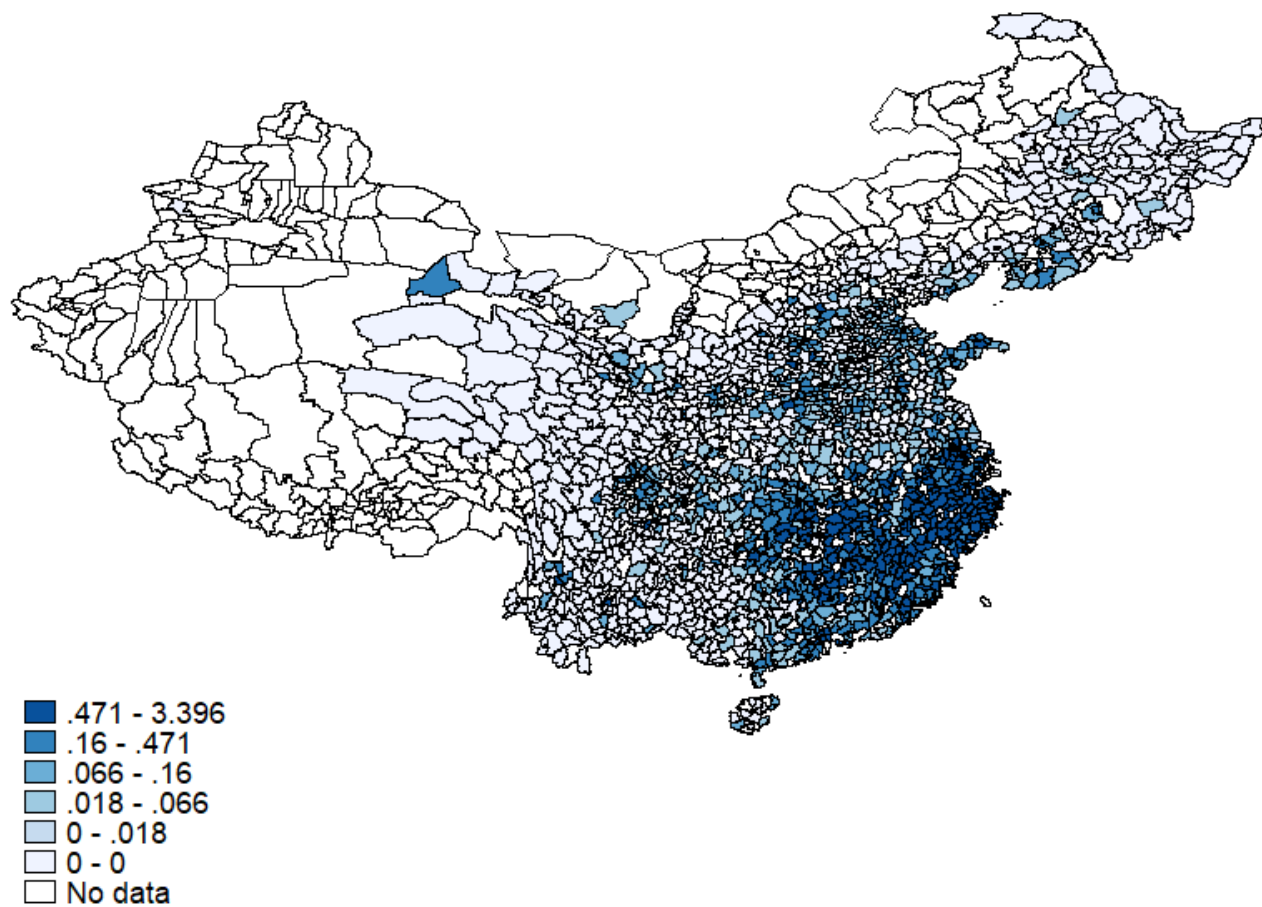 .471 - 3.396
.16 - .471
.066 - .16
.018 - .066
0 - .018
0 - 0
No data